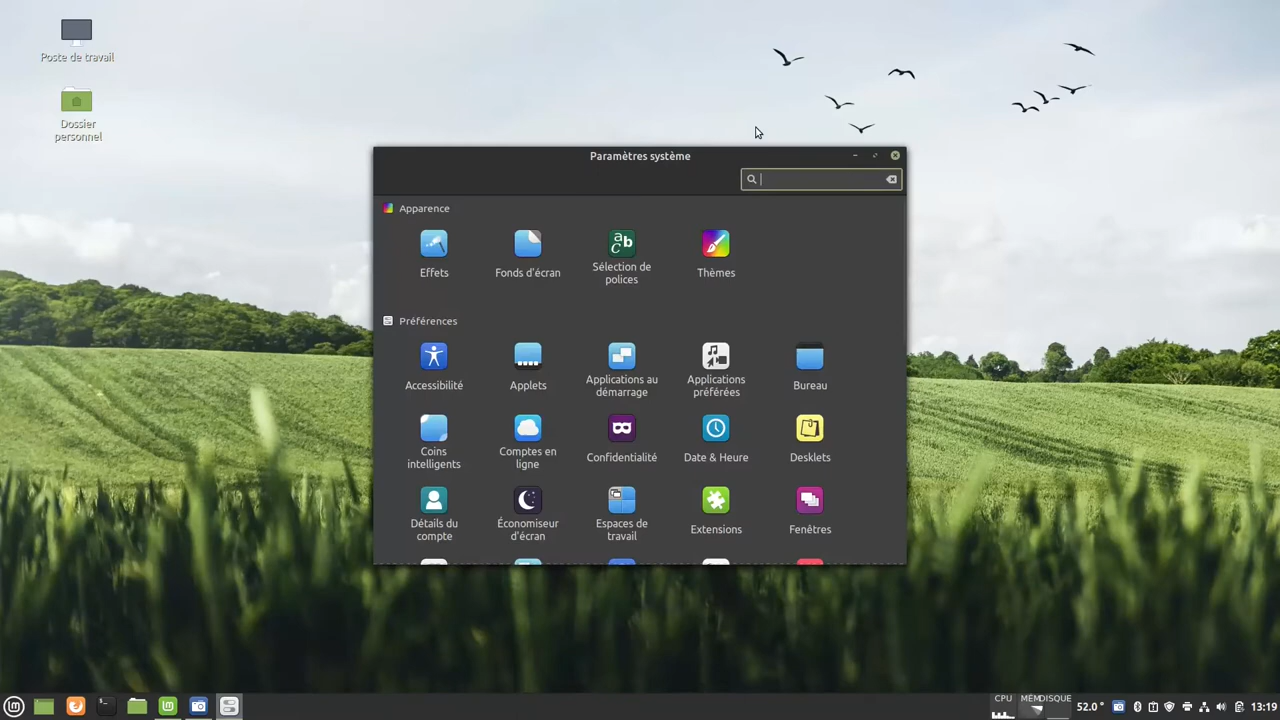 Poste de travail
Dossier
personnel
Paramètres système
Apparence
Effets
Fonds d'écran
Sélection de
polices
Thèmes
Préférences
Accessibilité
Applets
Applications au
démarrage
Applications
préférées
Bureau
Coins
intelligents
Comptes en
ligne
Confidentialité
Date & Heure
Desklets
Détails du
compte
Économiseur
d'écran
Espaces de
travail
Extensions
Fenêtres
CPU
MÉM
DISQUE
52.0°
13:19